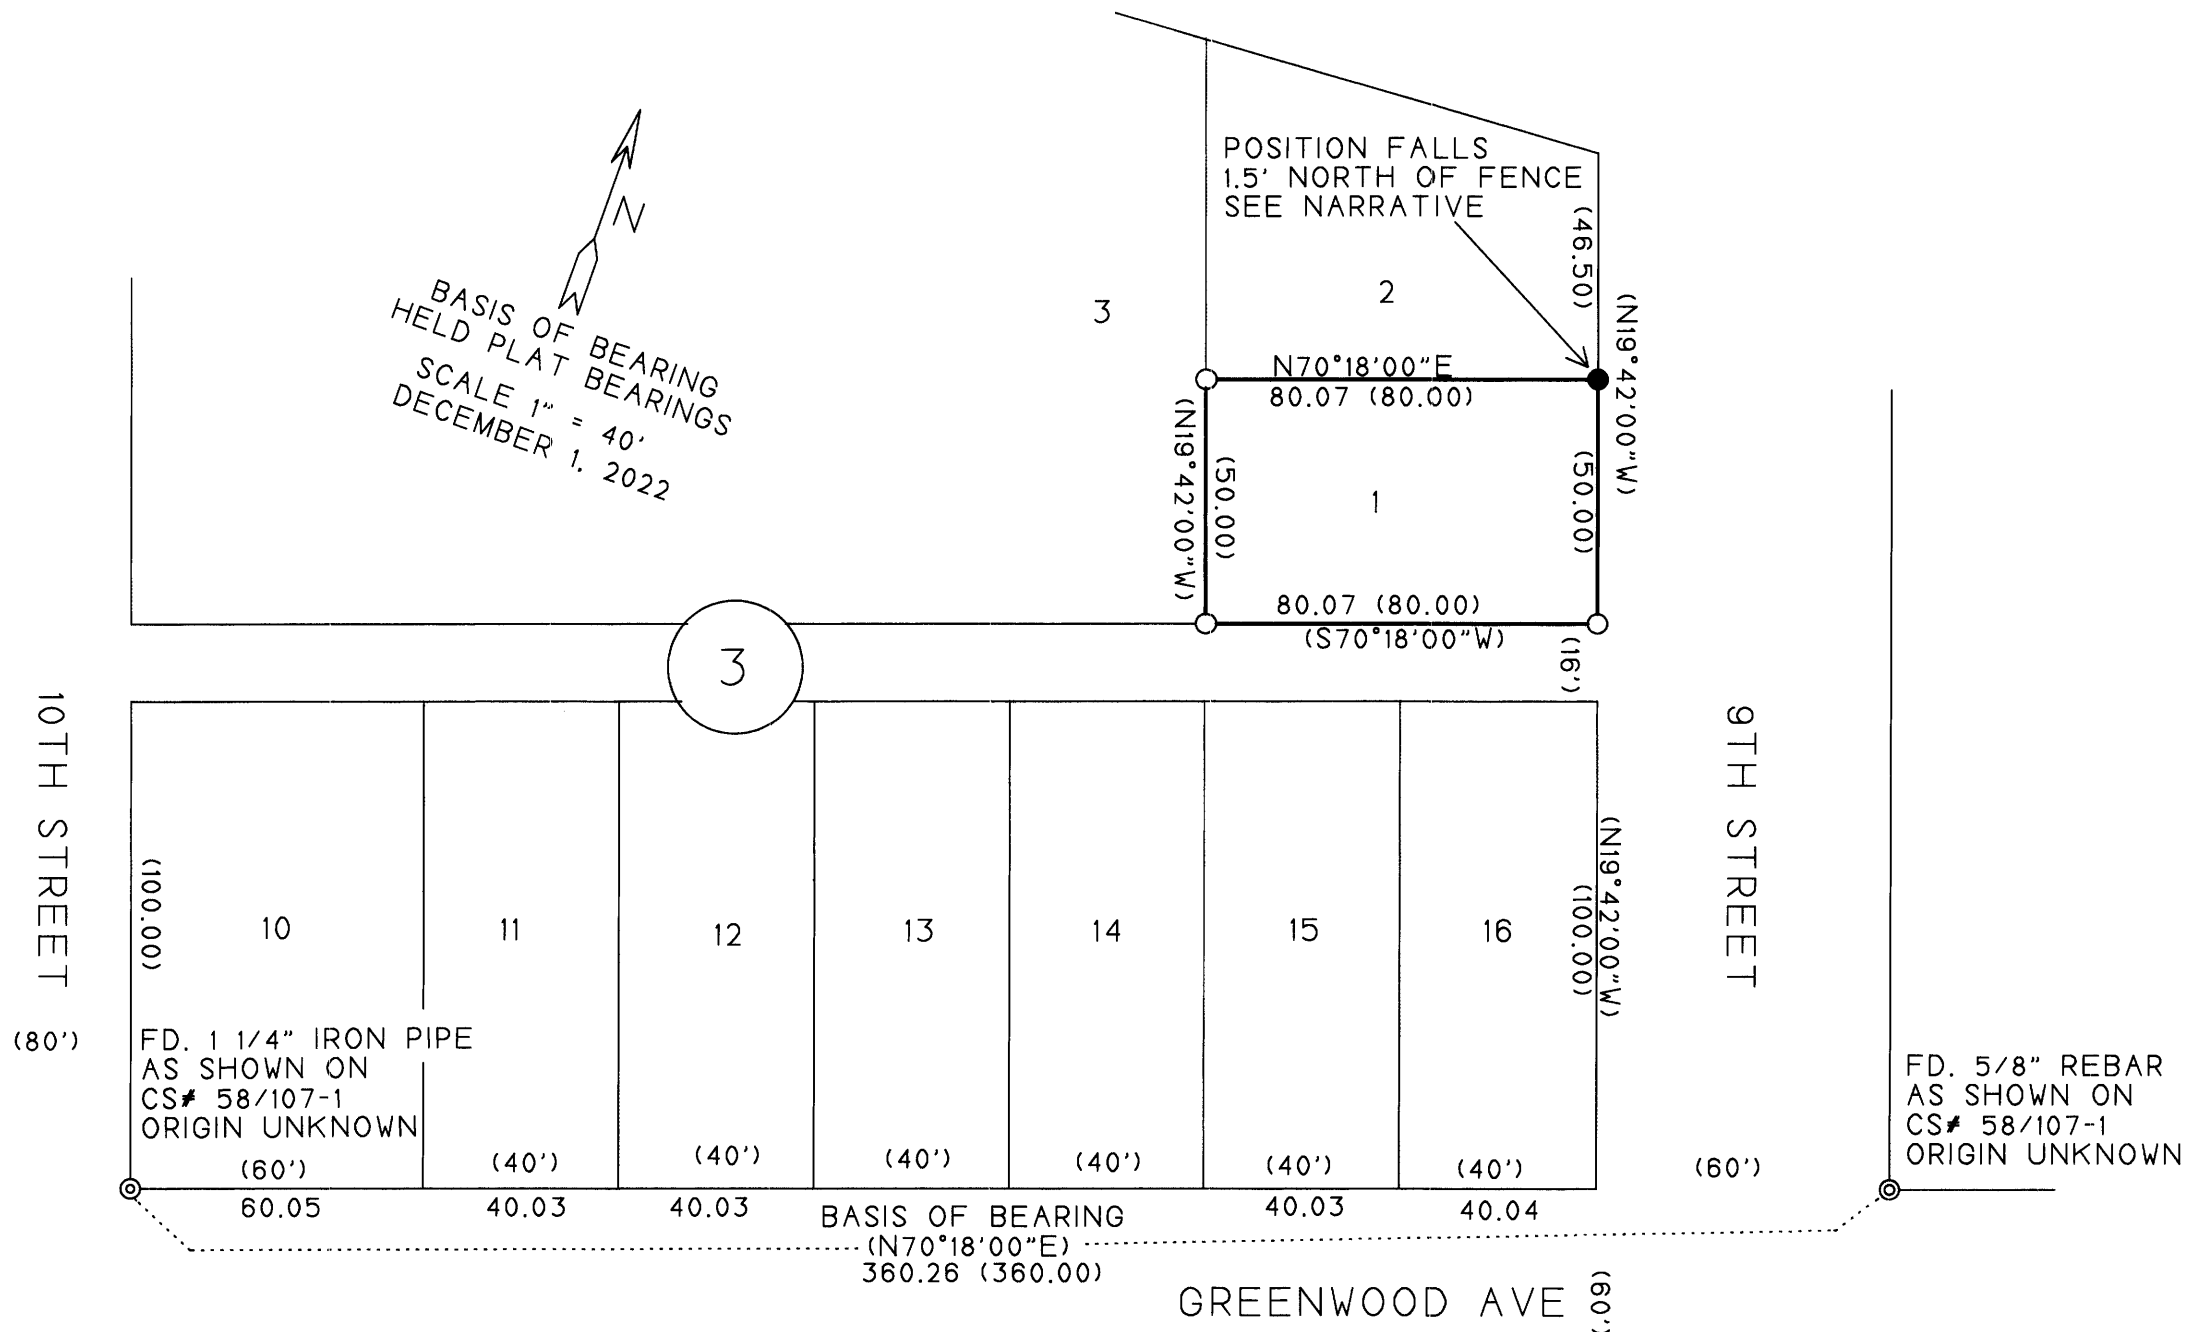 POSITION FALLS
1.5' NORTH OF FENCE
SEE NARRATIVE
(46.50)
(N19°42'00"W)
N
BASIS OF BEARING
HELD PLAT BEARINGS
SCALE 1" = 40'
DECEMBER 1, 2022
3
2
N70°18'00"E
80.07 (80.00)
(N19°42'00"W)
(50.00)
1
(50.00)
80.07 (80.00)
(S70°18'00"W)
(16')
3
10TH STREET
9TH STREET
(100.00)
10
11
12
13
14
15
16
(N19°42'00"W)
(100.00)
(80')
FD. 1 1/4" IRON PIPE
AS SHOWN ON
CS# 58/107-1
ORIGIN UNKNOWN
FD. 5/8" REBAR
AS SHOWN ON
CS# 58/107-1
ORIGIN UNKNOWN
(60')
(40')
(40')
(40')
(40')
(40')
(40')
(60')
60.05
40.03
40.03
40.03
40.04
BASIS OF BEARING
(N70°18'00"E)
360.26 (360.00)
GREENWOOD AVE
(60')